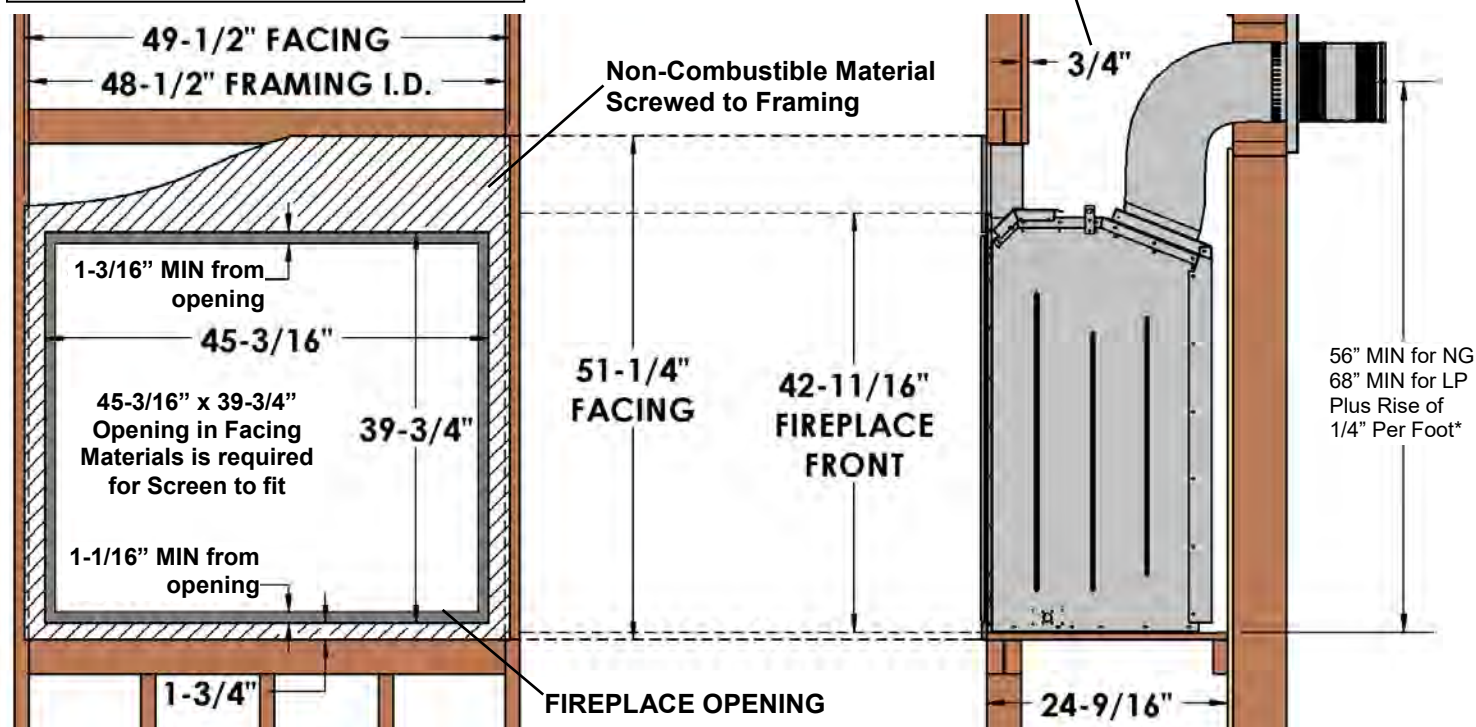 49-1/2" FACING
48-1/2" FRAMING I.D.
Non-Combustible Material
Screwed to Framing
3/4"
1-3/16” MIN from
opening
45-3/16"
45-3/16” x 39-3/4”
Opening in Facing
Materials is required
for Screen to fit
39-3/4"
1-1/16” MIN from
opening
1-3/4"
FIREPLACE OPENING
51-1/4"
FACING
42-11/16"
FIREPLACE
FRONT
56” MIN for NG
68” MIN for LP
Plus Rise of
1/4” Per Foot*
24-9/16"